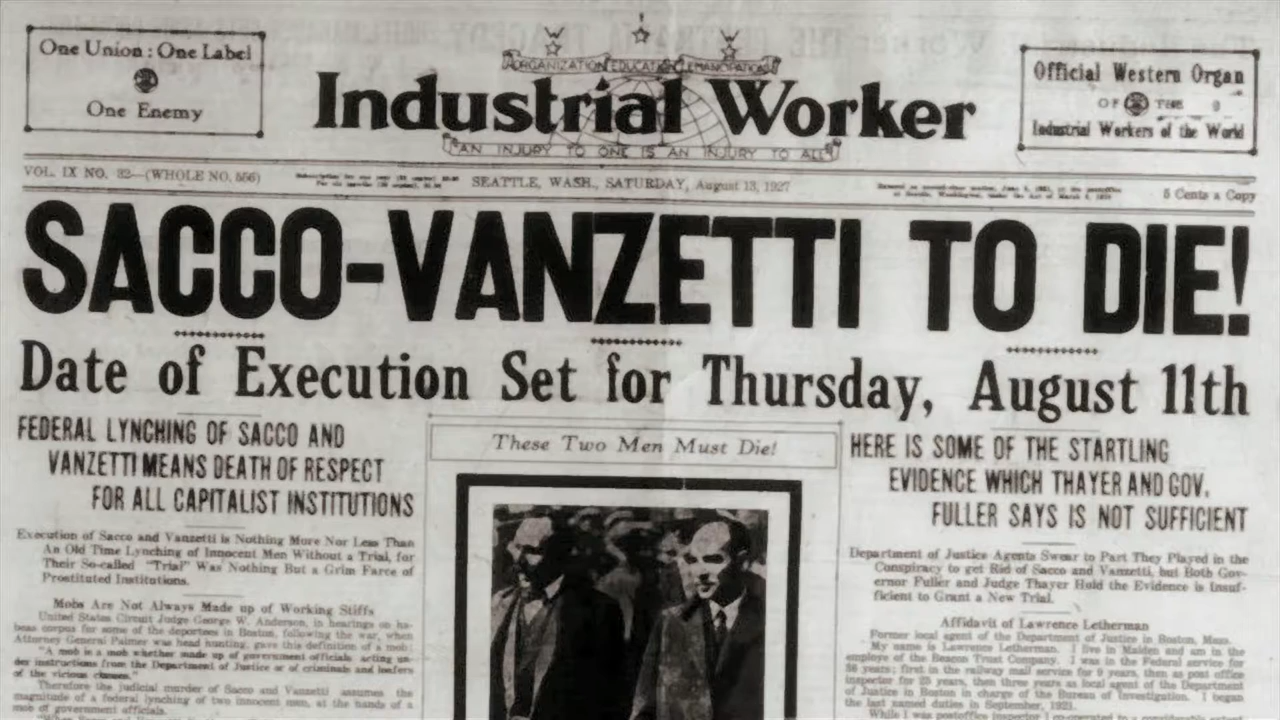 One Union : One Label
One Enemy
ORGANIZATION EDUCATION EMANCIPATION
Industrial Worker
AN INJURY TO ONE IS AN INJURY TO ALL
Official Western Organ
OF THE
Industrial Workers of the World
VOL. IX NO. 32—(WHOLE NO. 556)
SEATTLE, WASH., SATURDAY, August 13, 1927
5 Cents a Copy
SACCO-VANZETTI TO DIE!
Date of Execution Set for Thursday, August 11th
FEDERAL LYNCHING OF SACCO AND
VANZETTI MEANS DEATH OF RESPECT
FOR ALL CAPITALIST INSTITUTIONS
Execution of Sacco and Vanzetti is Nothing More Nor Less Than
An Old Time Lynching of Innocent Men Without a Trial, for
Their So-called "Trial" Was Nothing But a Grim Farce of
Prostituted Institutions.
Mobs Are Not Always Made up of Working Stiffs
United States Circuit Judge George W. Anderson, in hearings on ha-
beas corpus for some of the deportees in Boston, following the war, when
Attorney General Palmer was head hunting, gave this definition of a mob:
"A mob is a mob whether made up of government officials acting un-
der instructions from the Department of Justice or of criminals and loafers
of the vicious classes."
Therefore the judicial murder of Sacco and Vanzetti assumes the
magnitude of a federal lynching of two innocent men, at the hands of a
mob of government officials.
These Two Men Must Die!
HERE IS SOME OF THE STARTLING
EVIDENCE WHICH THAYER AND GOV.
FULLER SAYS IS NOT SUFFICIENT
Department of Justice Agents Swear to Part They Played in the
Conspiracy to get Rid of Sacco and Vanzetti, but Both Gov-
ernor Fuller and Judge Thayer Hold the Evidence is Insuf-
ficient to Grant a New Trial.
Affidavit of Lawrence Letherman
Former local agent of the Department of Justice in Boston, Mass.
My name is Lawrence Letherman. I live in Malden and am in the
employe of the Beacon Trust Company. I was in the Federal service for
36 years: first in the railway mail service for 9 years, then as post office
inspector for 25 years, then three years as local agent of the Department
of Justice in Boston in charge of the Bureau of Investigation. I began
the last named duties in September, 1921.
While I was postoffice inspector I